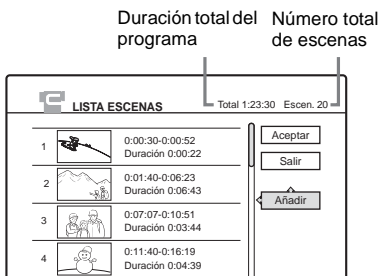 Duración total del programa
Número total de escenas
LISTA ESCENAS
Total 1:23:30 Escen. 20
1
0:00:30-0:00:52
Duración 0:00:22
2
0:01:40-0:06:23
Duración 0:06:43
3
0:07:07-0:10:51
Duración 0:03:44
4
0:11:40-0:16:19
Duración 0:04:39
Aceptar
Salir
Añadir